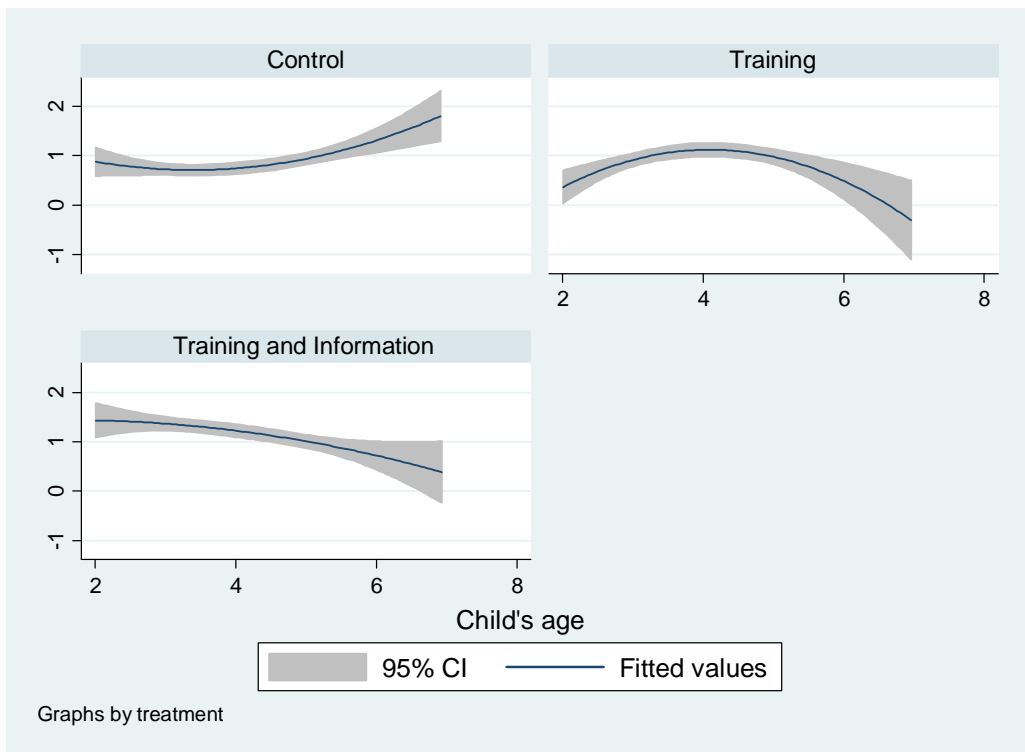 Control
Training
2
1
0
-1
2
4
6
8
Training and Information
2
1
0
-1
2
4
6
8
Child's age
95% CI
Fitted values
Graphs by treatment